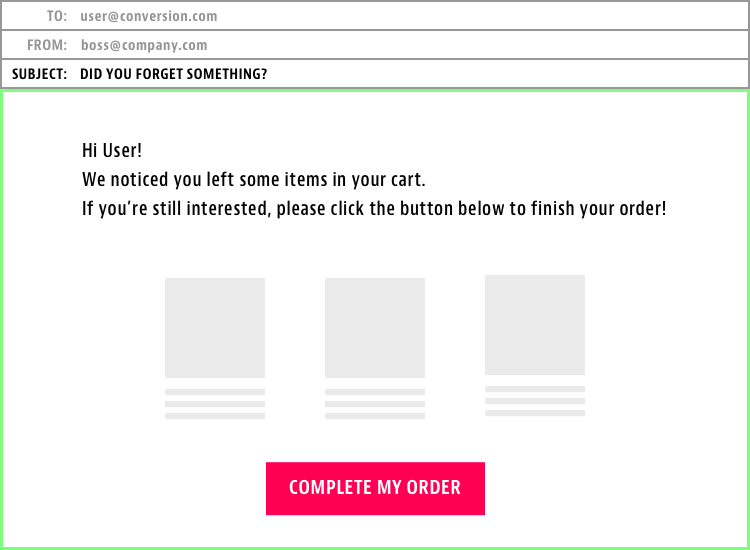 TO: user@conversion.com
FROM: boss@company.com
SUBJECT: DID YOU FORGET SOMETHING?
Hi User!
We noticed you left some items in your cart.
If you’re still interested, please click the button below to finish your order!
COMPLETE MY ORDER